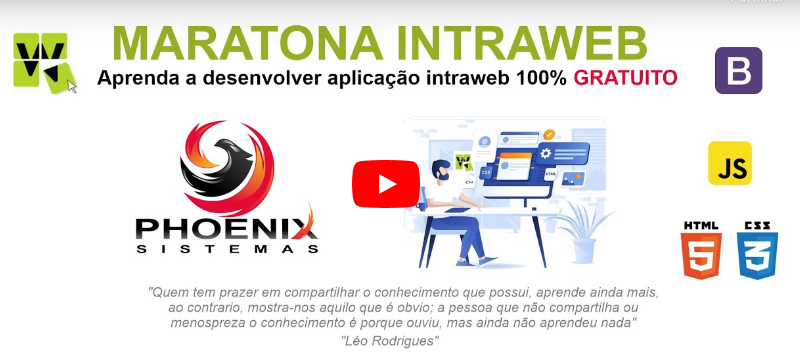 MARATONA INTRAWEB
Aprenda a desenvolver aplicação intraweb 100% GRATUITO
B
JS
PHOENIX
SISTEMAS
HTML
5
CSS
3
"Quem tem prazer em compartilhar o conhecimento que possui, aprende ainda mais,
ao contrario, mostra-nos aquilo que é obvio; a pessoa que não compartilha ou
menospreza o conhecimento é porque ouviu, mas ainda não aprendeu nada"
"Léo Rodrigues"